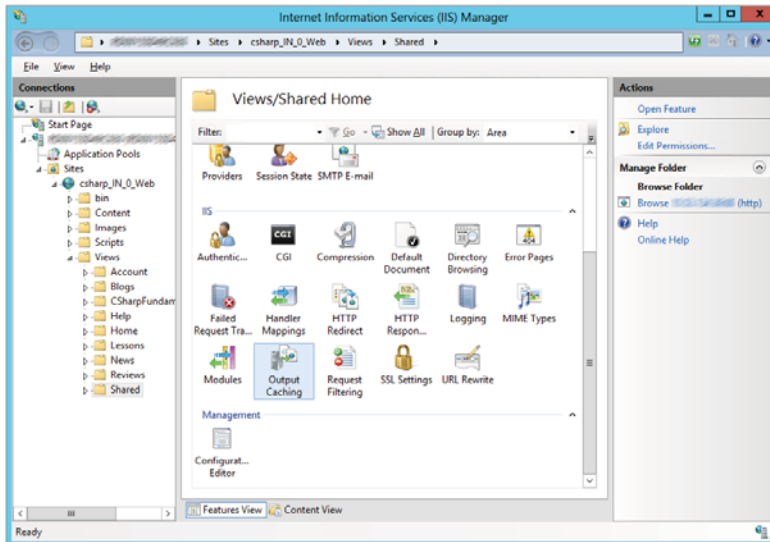 Internet Information Services (IIS) Manager
Sites csharp_IN_0_Web Views Shared
File View Help
Connections
Start Page
Application Pools
Sites
csharp_IN_0_Web
bin
Content
Images
Scripts
Views
Account
Blogs
CSharpFundam
Help
Home
Lessons
News
Reviews
Shared
Views/Shared Home
Filter: Go Show All Group by: Area
Providers Session State SMTP E-mail
IIS
Authentic... CGI Compression Default Document Directory Browsing Error Pages
Failed Request Tra... Handler Mappings HTTP Redirect HTTP Respon... Logging MIME Types
Modules Output Caching Request Filtering SSL Settings URL Rewrite
Management
Configurat... Editor
Features View Content View
Actions
Open Feature
Explore
Edit Permissions...
Manage Folder
Browse Folder
Browse (http)
Help
Online Help
Ready